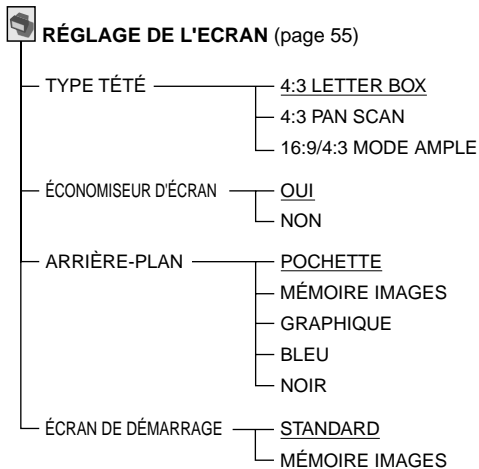 RÉGLAGE DE L'ECRAN (page 55)
TYPE TÉTÉ
4:3 LETTER BOX
4:3 PAN SCAN
16:9/4:3 MODE AMPLE
ÉCONOMISEUR D'ÉCRAN
OUI
NON
ARRIÈRE-PLAN
POCHETTE
MÉMOIRE IMAGES
GRAPHIQUE
BLEU
NOIR
ÉCRAN DE DÉMARRAGE
STANDARD
MÉMOIRE IMAGES